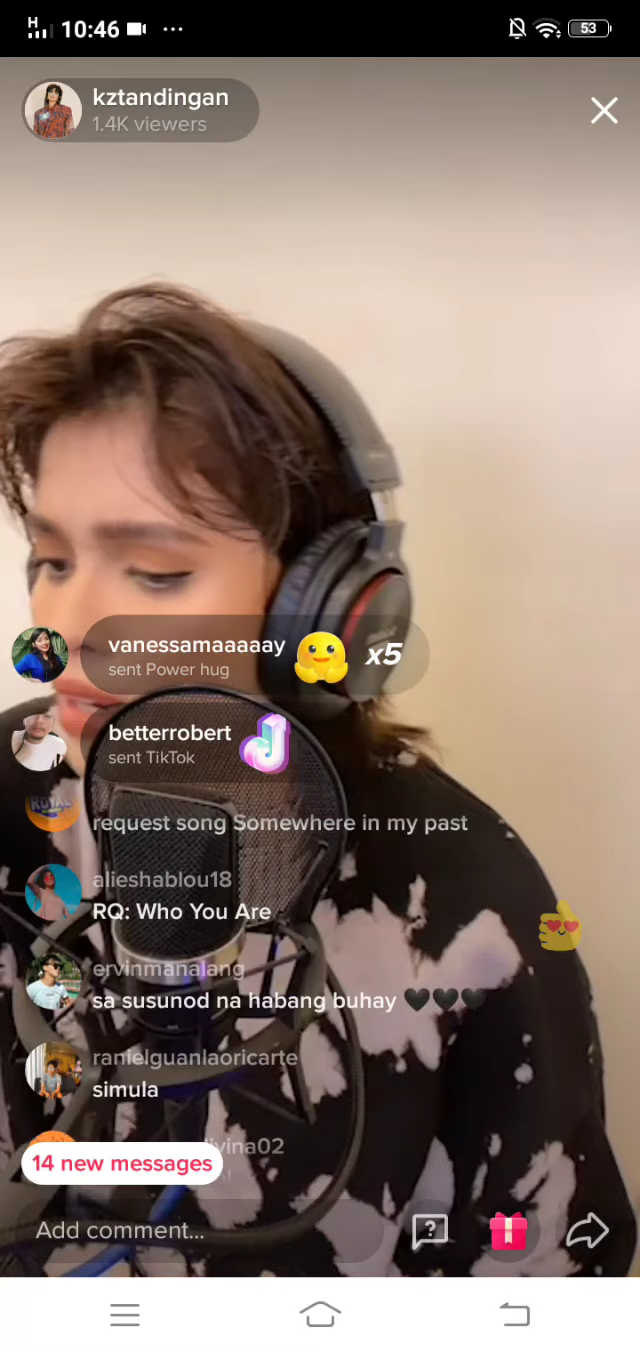 H
10:46
53
kztandingan
1.4K viewers
vanessamaaaaay
sent Power hug
x5
betterrobert
sent TikTok
ROYAL
request song Somewhere in my past
alieshablou18
RQ: Who You Are
ervinmanalang
sa susunod na habang buhay 🖤🖤🖤
ranielguanlaoricarte
simula
14 new messages
Add comment...
?